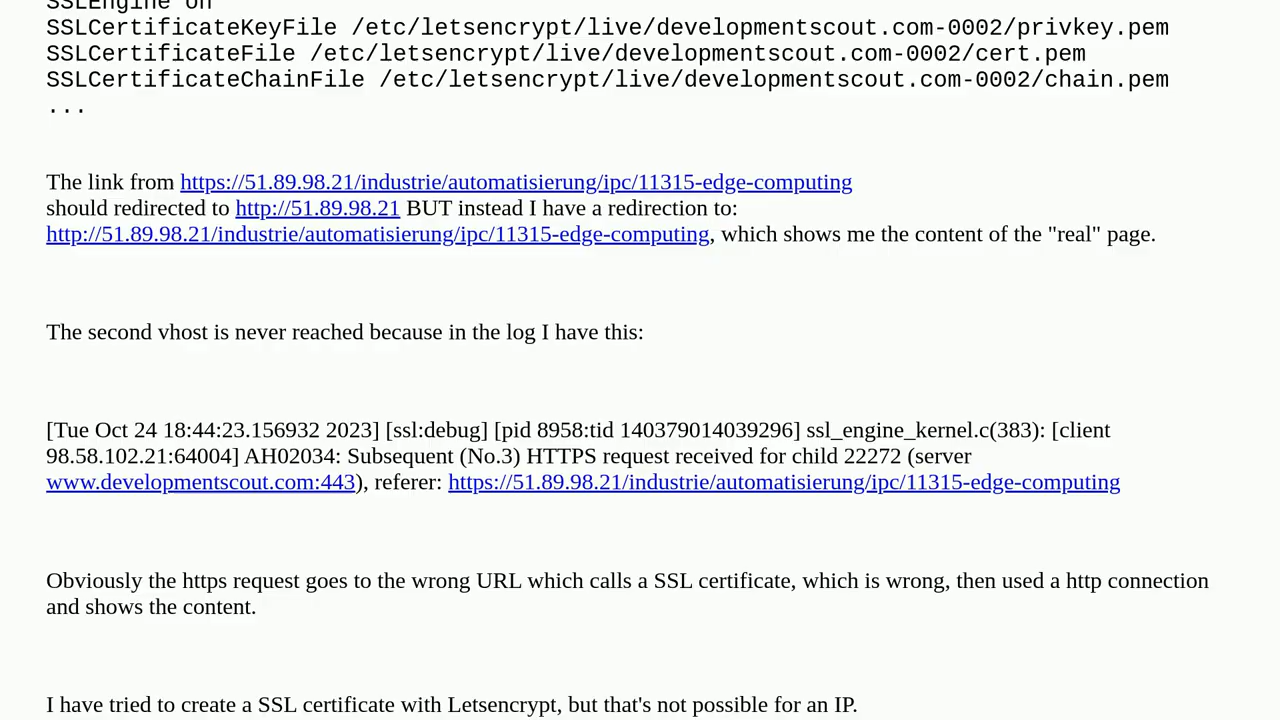 SSLEngine on
SSLCertificateKeyFile /etc/letsencrypt/live/developmentscout.com-0002/privkey.pem
SSLCertificateFile /etc/letsencrypt/live/developmentscout.com-0002/cert.pem
SSLCertificateChainFile /etc/letsencrypt/live/developmentscout.com-0002/chain.pem
...
The link from https://51.89.98.21/industrie/automatisierung/ipc/11315-edge-computing
should redirected to http://51.89.98.21 BUT instead I have a redirection to:
http://51.89.98.21/industrie/automatisierung/ipc/11315-edge-computing, which shows me the content of the "real" page.
The second vhost is never reached because in the log I have this:
[Tue Oct 24 18:44:23.156932 2023] [ssl:debug] [pid 8958:tid 140379014039296] ssl_engine_kernel.c(383): [client
98.58.102.21:64004] AH02034: Subsequent (No.3) HTTPS request received for child 22272 (server
www.developmentscout.com:443), referer: https://51.89.98.21/industrie/automatisierung/ipc/11315-edge-computing
Obviously the https request goes to the wrong URL which calls a SSL certificate, which is wrong, then used a http connection
and shows the content.
I have tried to create a SSL certificate with Letsencrypt, but that's not possible for an IP.